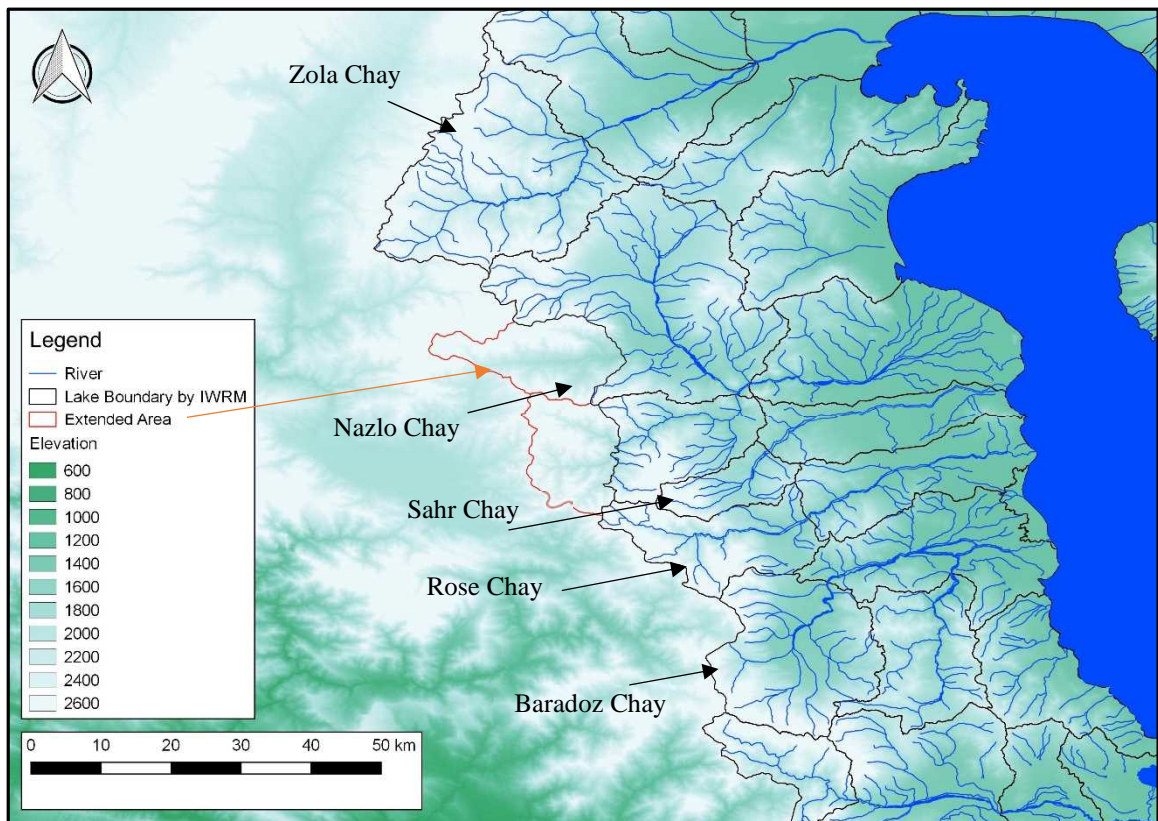 Zola Chay
Legend
River
Lake Boundary by IWRM
Extended Area
Elevation
600
800
1000
1200
1400
1600
1800
2000
2200
2400
2600
Nazlo Chay
Sahr Chay
Rose Chay
Baradoz Chay
0 10 20 30 40 50 km